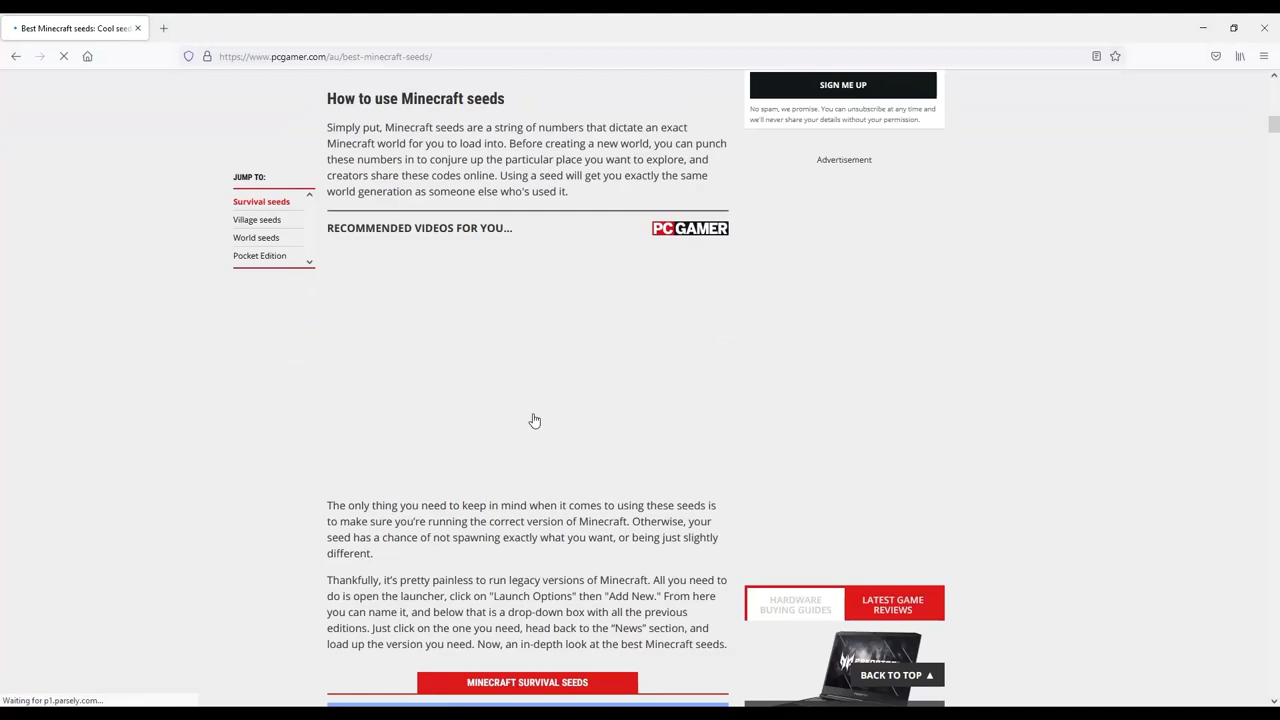 Best Minecraft seeds: Cool seed
https://www.pcgamer.com/au/best-minecraft-seeds/
SIGN ME UP
No spam, we promise. You can unsubscribe at any time and
we'll never share your details without your permission.
Advertisement
How to use Minecraft seeds
Simply put, Minecraft seeds are a string of numbers that dictate an exact
Minecraft world for you to load into. Before creating a new world, you can punch
these numbers in to conjure up the particular place you want to explore, and
creators share these codes online. Using a seed will get you exactly the same
world generation as someone else who's used it.
JUMP TO:
Survival seeds
Village seeds
World seeds
Pocket Edition
RECOMMENDED VIDEOS FOR YOU...
PC GAMER
The only thing you need to keep in mind when it comes to using these seeds is
to make sure you’re running the correct version of Minecraft. Otherwise, your
seed has a chance of not spawning exactly what you want, or being just slightly
different.
Thankfully, it’s pretty painless to run legacy versions of Minecraft. All you need to
do is open the launcher, click on "Launch Options" then "Add New." From here
you can name it, and below that is a drop-down box with all the previous
editions. Just click on the one you need, head back to the “News” section, and
load up the version you need. Now, an in-depth look at the best Minecraft seeds.
MINECRAFT SURVIVAL SEEDS
HARDWARE
BUYING GUIDES
LATEST GAME
REVIEWS
PREDATOR
BACK TO TOP ▲
Waiting for p1.parsely.com...